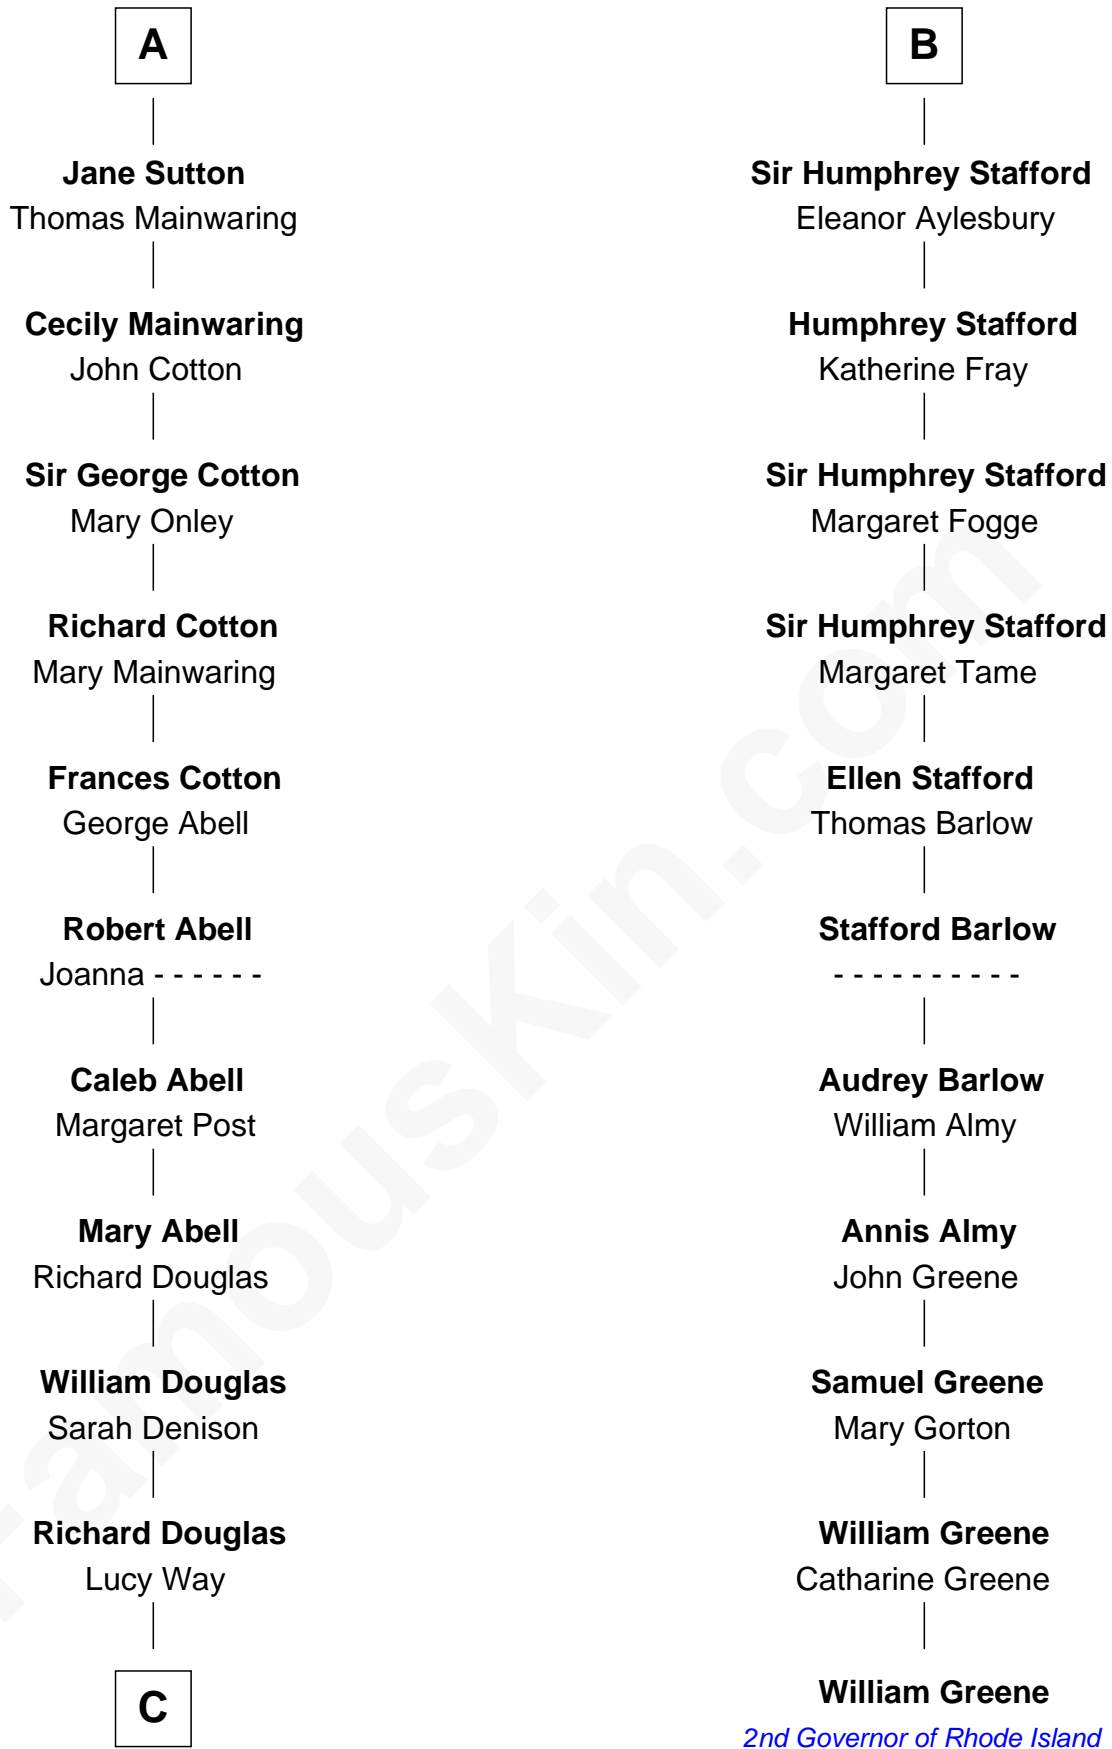 A
Jane Sutton
Thomas Mainwaring
Cecily Mainwaring
John Cotton
Sir George Cotton
Mary Onley
Richard Cotton
Mary Mainwaring
Frances Cotton
George Abell
Robert Abell
Joanna - - - - - -
Caleb Abell
Margaret Post
Mary Abell
Richard Douglas
William Douglas
Sarah Denison
Richard Douglas
Lucy Way
C
B
Sir Humphrey Stafford
Eleanor Aylesbury
Humphrey Stafford
Katherine Fray
Sir Humphrey Stafford
Margaret Fogge
Sir Humphrey Stafford
Margaret Tame
Ellen Stafford
Thomas Barlow
Stafford Barlow
- - - - - - - - - -
Audrey Barlow
William Almy
Annis Almy
John Greene
Samuel Greene
Mary Gorton
William Greene
Catharine Greene
William Greene
2nd Governor of Rhode Island
FamousKin.com